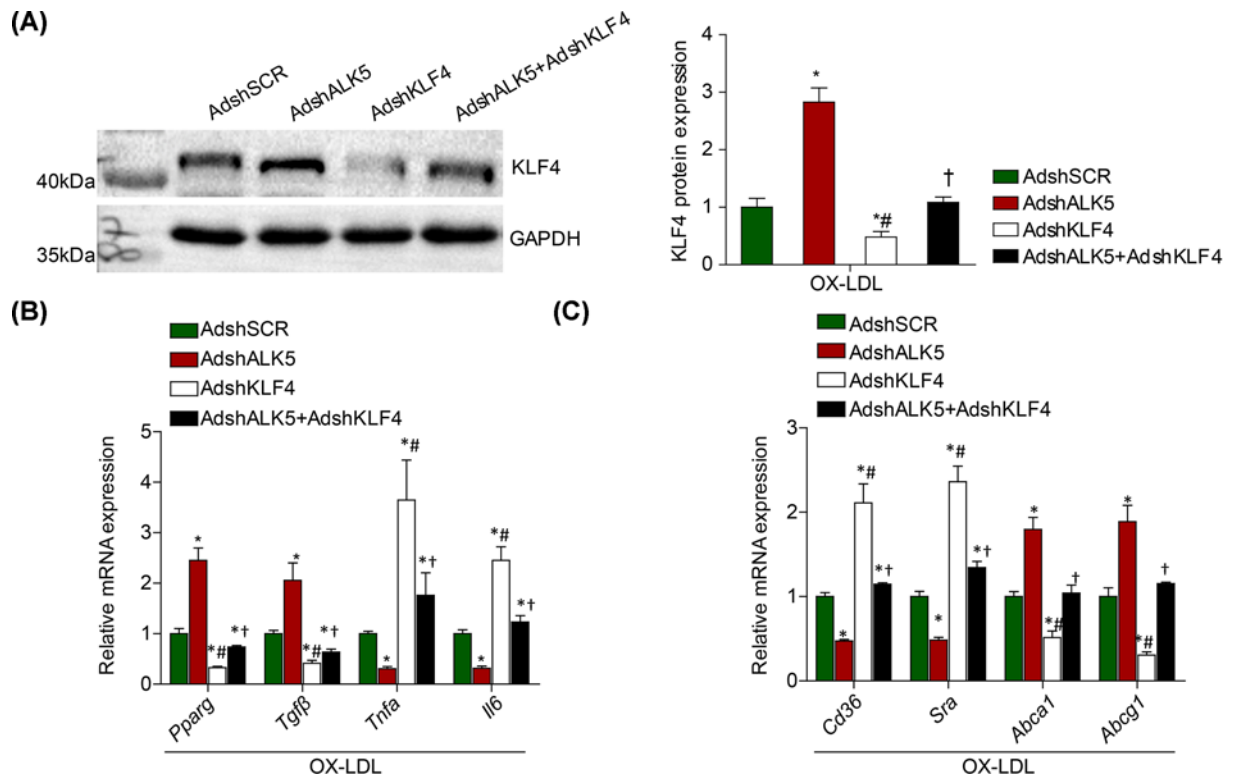 (A)
AdshSCR
AdshALK5
AdshKLF4
AdshALK5+AdshKLF4
40kDa
KLF4
35kDa
GAPDH
KLF4 protein expression
4
3
2
1
0
*
*#
†
OX-LDL
AdshSCR
AdshALK5
AdshKLF4
AdshALK5+AdshKLF4
(B)
AdshSCR
AdshALK5
AdshKLF4
AdshALK5+AdshKLF4
Relative mRNA expression
5
4
3
2
1
0
* *# *†
* *# *†
* *# *†
* *# *†
Pparg
Tgfβ
Tnfa
Il6
OX-LDL
(C)
AdshSCR
AdshALK5
AdshKLF4
AdshALK5+AdshKLF4
Relative mRNA expression
3
2
1
0
* *# *†
* *# *†
* *# †
* *# †
Cd36
Sra
Abca1
Abcg1
OX-LDL